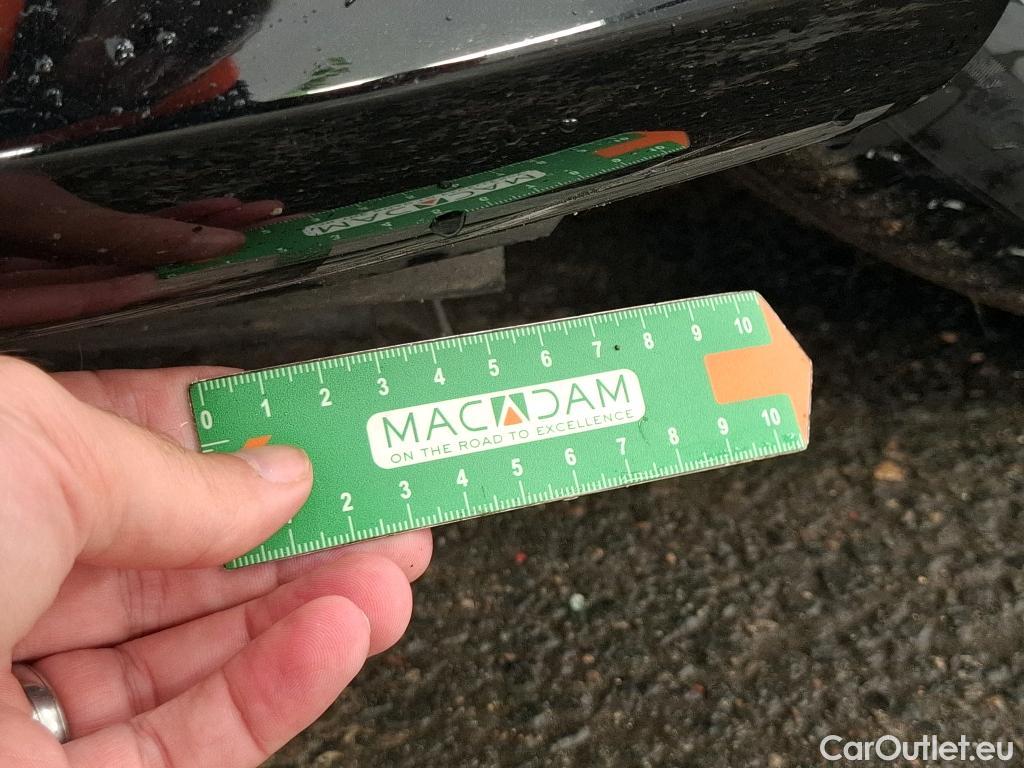 0 1 2 3 4 5 6 7 8 9 10
MACADAM
ON THE ROAD TO EXCELLENCE
2 3 4 5 6 7 8 9 10
MACADAM
CarOutlet.eu